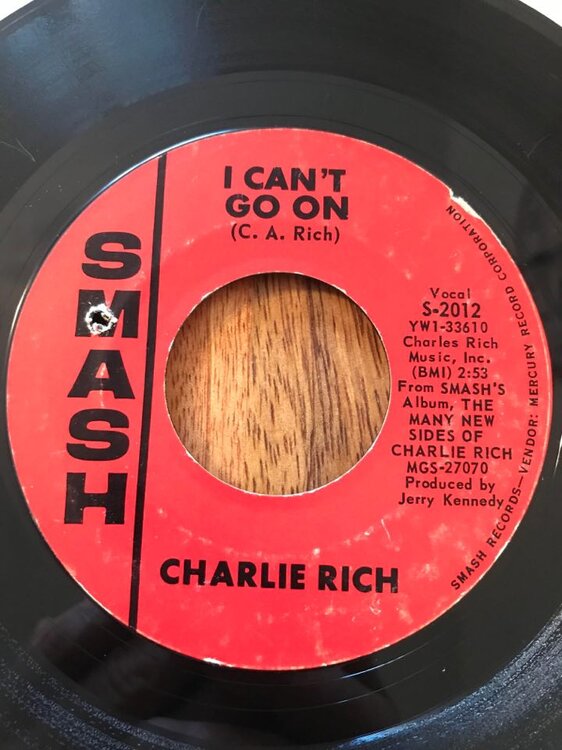 I CAN'T
GO ON
(C. A. Rich)
SMASH
Vocal
S-2012
YW1-33610
Charles Rich
Music, Inc.
(BMI) 2:53
From SMASH'S
Album, THE
MANY NEW
SIDES OF
CHARLIE RICH
MGS-27070
Produced by
Jerry Kennedy
SMASH RECORDS—VENDOR: MERCURY RECORD CORPORATION
CHARLIE RICH